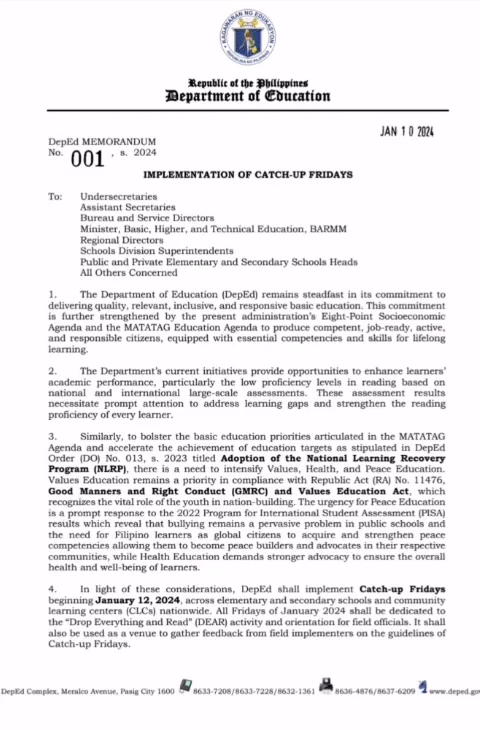 KAGAWARAN NG EDUKASYON
REPUBLIKA NG PILIPINAS
Republic of the Philippines
Department of Education
JAN 10 2024
DepEd MEMORANDUM
No. 001 , s. 2024
IMPLEMENTATION OF CATCH-UP FRIDAYS
To: Undersecretaries
Assistant Secretaries
Bureau and Service Directors
Minister, Basic, Higher, and Technical Education, BARMM
Regional Directors
Schools Division Superintendents
Public and Private Elementary and Secondary Schools Heads
All Others Concerned
1. The Department of Education (DepEd) remains steadfast in its commitment to
delivering quality, relevant, inclusive, and responsive basic education. This commitment
is further strengthened by the present administration's Eight-Point Socioeconomic
Agenda and the MATATAG Education Agenda to produce competent, job-ready, active,
and responsible citizens, equipped with essential competencies and skills for lifelong
learning.
2. The Department's current initiatives provide opportunities to enhance learners'
academic performance, particularly the low proficiency levels in reading based on
national and international large-scale assessments. These assessment results
necessitate prompt attention to address learning gaps and strengthen the reading
proficiency of every learner.
3. Similarly, to bolster the basic education priorities articulated in the MATATAG
Agenda and accelerate the achievement of education targets as stipulated in DepEd
Order (DO) No. 013, s. 2023 titled Adoption of the National Learning Recovery
Program (NLRP), there is a need to intensify Values, Health, and Peace Education.
Values Education remains a priority in compliance with Republic Act (RA) No. 11476,
Good Manners and Right Conduct (GMRC) and Values Education Act, which
recognizes the vital role of the youth in nation-building. The urgency for Peace Education
is a prompt response to the 2022 Program for International Student Assessment (PISA)
results which reveal that bullying remains a pervasive problem in public schools and
the need for Filipino learners as global citizens to acquire and strengthen peace
competencies allowing them to become peace builders and advocates in their respective
communities, while Health Education demands stronger advocacy to ensure the overall
health and well-being of learners.
4. In light of these considerations, DepEd shall implement Catch-up Fridays
beginning January 12, 2024, across elementary and secondary schools and community
learning centers (CLCs) nationwide. All Fridays of January 2024 shall be dedicated to
the "Drop Everything and Read" (DEAR) activity and orientation for field officials. It shall
also be used as a venue to gather feedback from field implementers on the guidelines of
Catch-up Fridays.
DepEd Complex, Meralco Avenue, Pasig City 1600 8633-7208/8633-7228/8632-1361 8636-4876/8637-6209 www.deped.gov